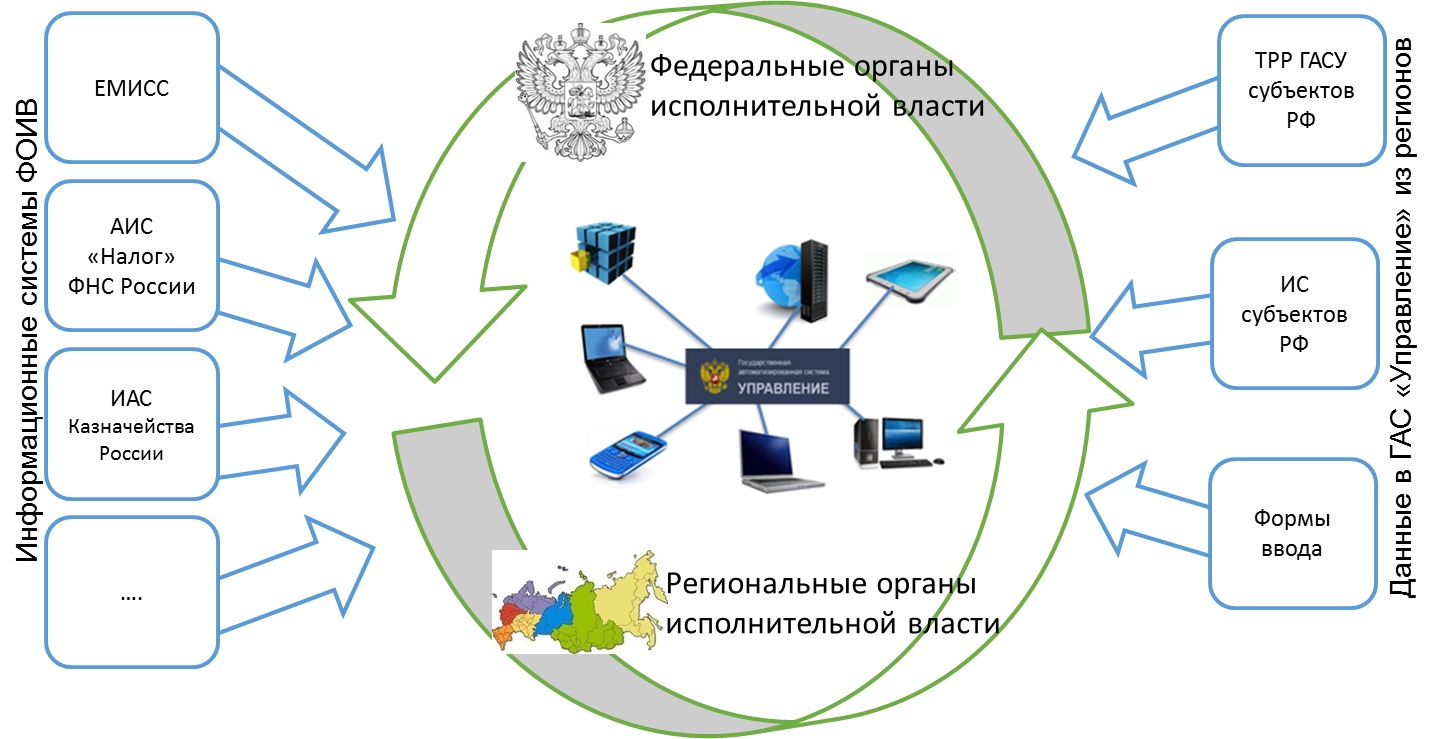 Информационные системы ФОИВ
ЕМИСС
АИС
«Налог»
ФНС России
ИАС
Казначейства
России
....
Федеральные органы
исполнительной власти
Государственная
автоматизированная система
УПРАВЛЕНИЕ
Региональные органы
исполнительной власти
ТРР ГАСУ
субъектов
РФ
ИС
субъектов
РФ
Формы
ввода
Данные в ГАС «Управление» из регионов